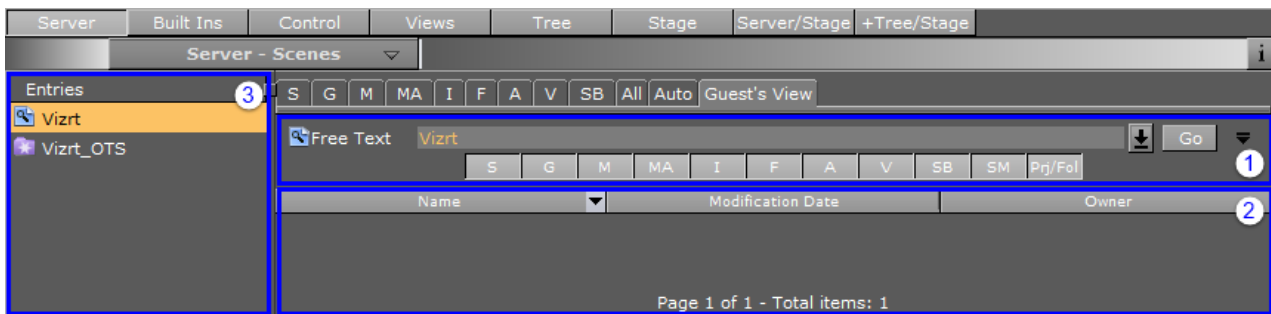 Server Built Ins Control Views Tree Stage Server/Stage +Tree/Stage
Server - Scenes i
Entries 3 S G M MA I F A V SB All Auto Guest's View
Vizrt Free Text Vizrt Go
Vizrt_OTS S G M MA I F A V SB SM Prj/Fol 1
Name Modification Date Owner 2
Page 1 of 1 - Total items: 1